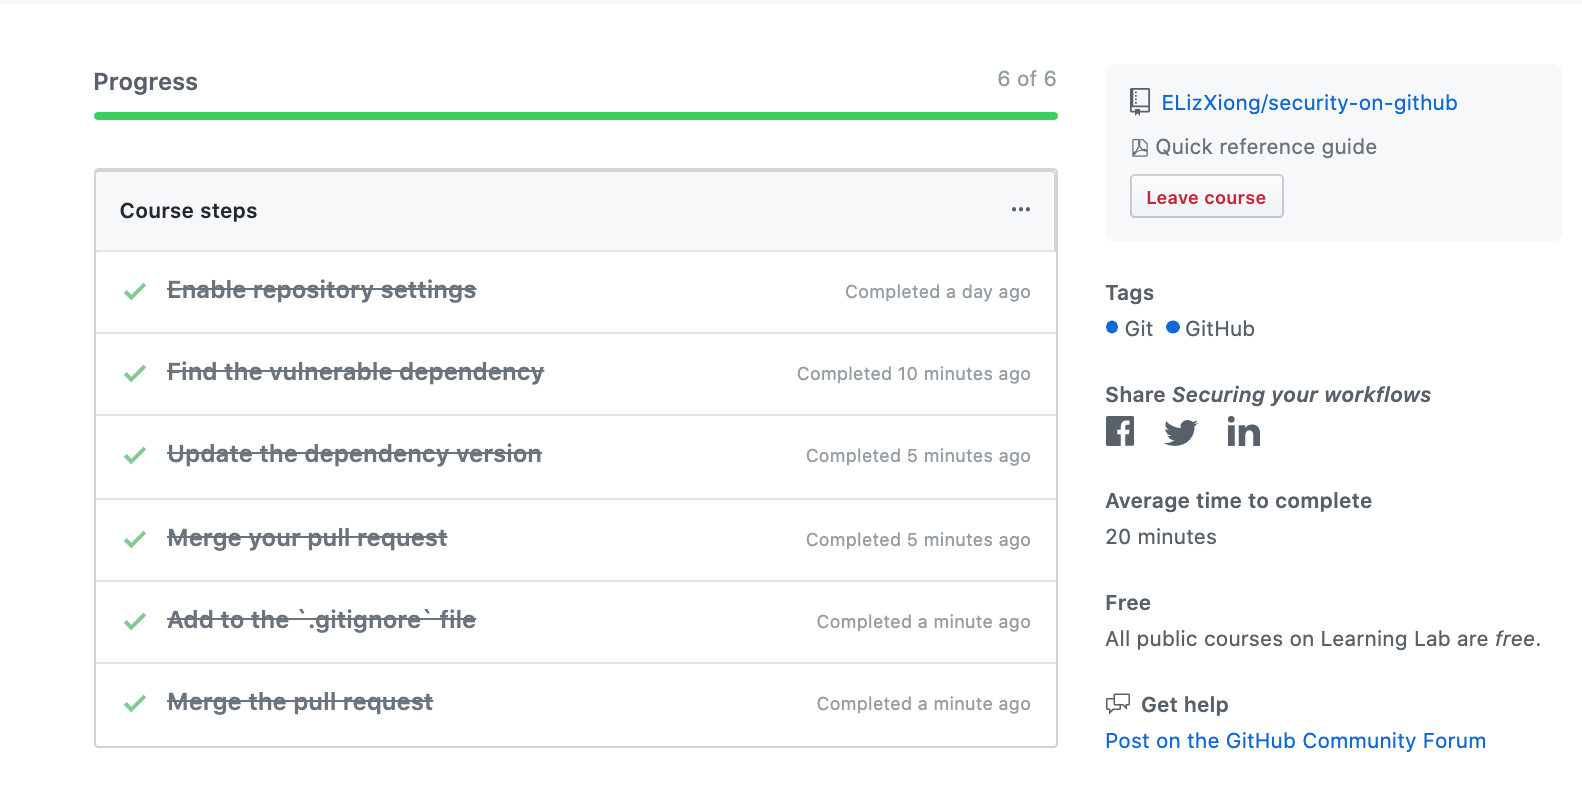 Progress
6 of 6
Course steps
Enable repository settings
Completed a day ago
Find the vulnerable dependency
Completed 10 minutes ago
Update the dependency version
Completed 5 minutes ago
Merge your pull request
Completed 5 minutes ago
Add to the `.gitignore` file
Completed a minute ago
Merge the pull request
Completed a minute ago
ELizXiong/security-on-github
Quick reference guide
Leave course
Tags
Git GitHub
Share Securing your workflows
Average time to complete
20 minutes
Free
All public courses on Learning Lab are free.
Get help
Post on the GitHub Community Forum